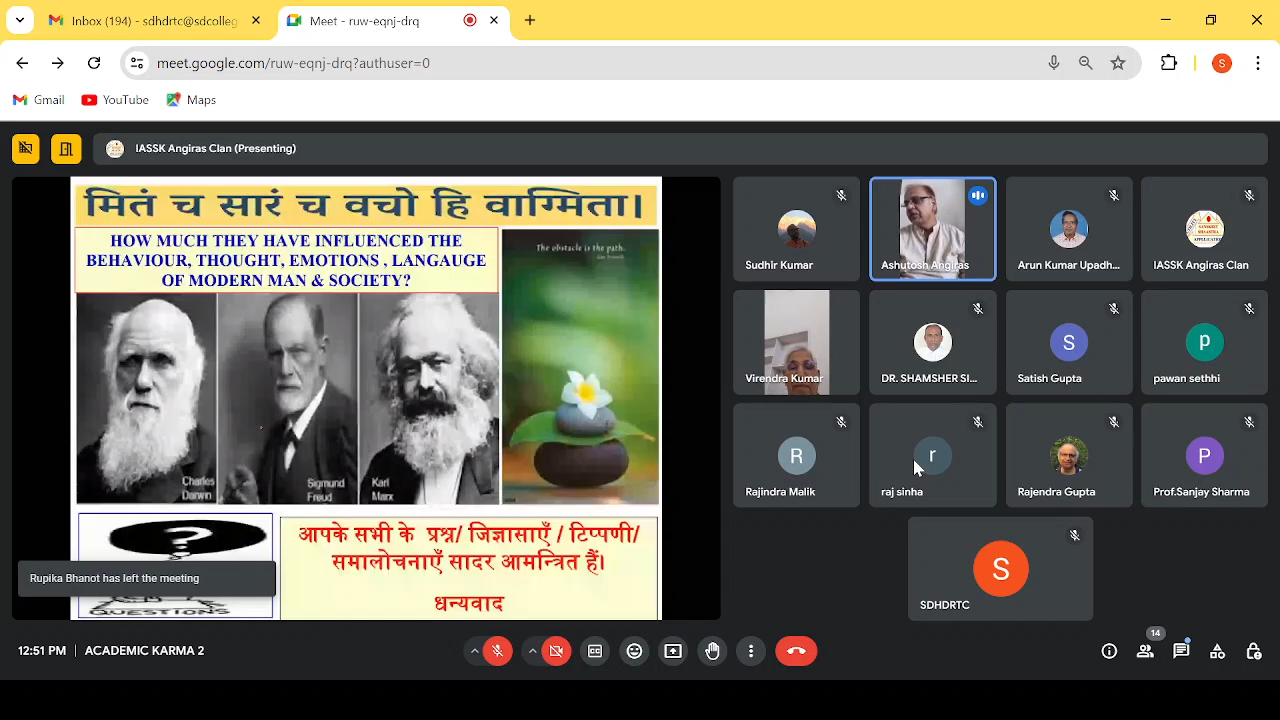 Inbox (194) - sdhdrtc@sdcolleg
Meet - ruw-eqnj-drq
meet.google.com/ruw-eqnj-drq?authuser=0
S
Gmail
YouTube
Maps
IASSK Angiras Clan (Presenting)
मितं च सारं च वचो हि वाग्मिता।
HOW MUCH THEY HAVE INFLUENCED THE
BEHAVIOUR, THOUGHT, EMOTIONS , LANGAUGE
OF MODERN MAN & SOCIETY?
The obstacle is the path.
Charles
Darwin
Sigmund
Freud
Karl
Marx
?
QUESTIONS
आपके सभी के प्रश्न/ जिज्ञासाएँ / टिप्पणी/
समालोचनाएँ सादर आमन्त्रित हैं।
धन्यवाद
Rupika Bhanot has left the meeting
Sudhir Kumar
Ashutosh Angiras
Arun Kumar Upadh...
SANSKRIT
IASSK Angiras Clan
Virendra Kumar
DR. SHAMSHER SI...
S
Satish Gupta
p
pawan sethhi
R
Rajindra Malik
r
raj sinha
Rajendra Gupta
P
Prof.Sanjay Sharma
S
SDHDRTC
12:51 PM | ACADEMIC KARMA 2
14